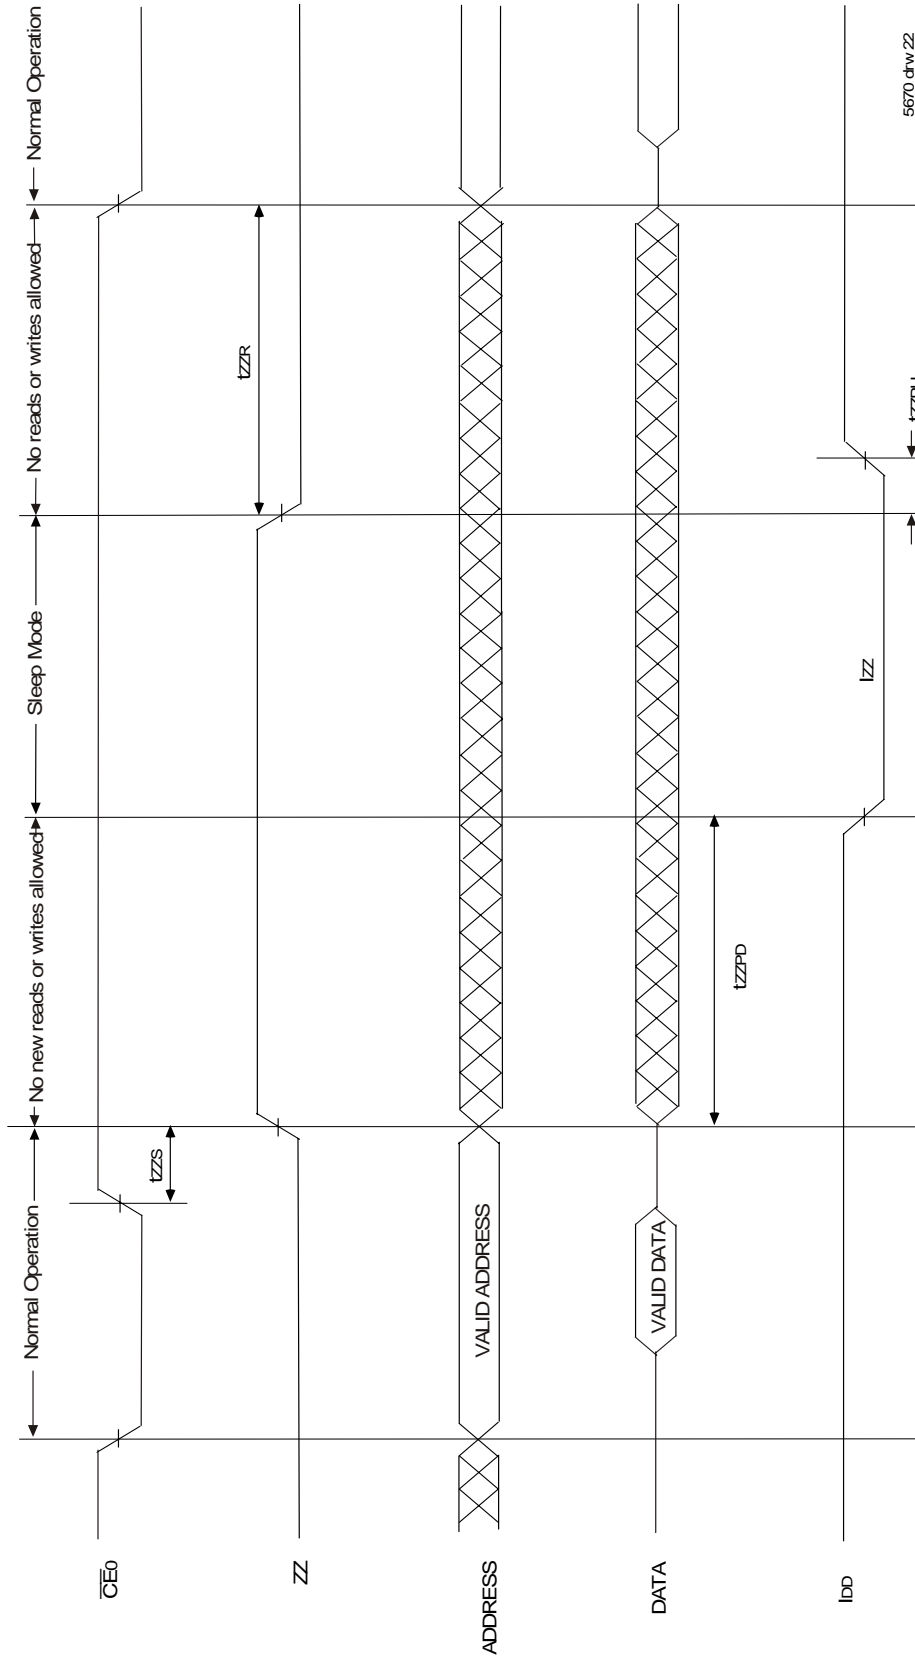 Normal Operation
No new reads or writes allowed
Sleep Mode
No reads or writes allowed
Normal Operation
CE0
tZZS
ZZ
tZZR
ADDRESS
VALID ADDRESS
DATA
VALID DATA
tZZPD
IDD
IZZ
5670 drw 22